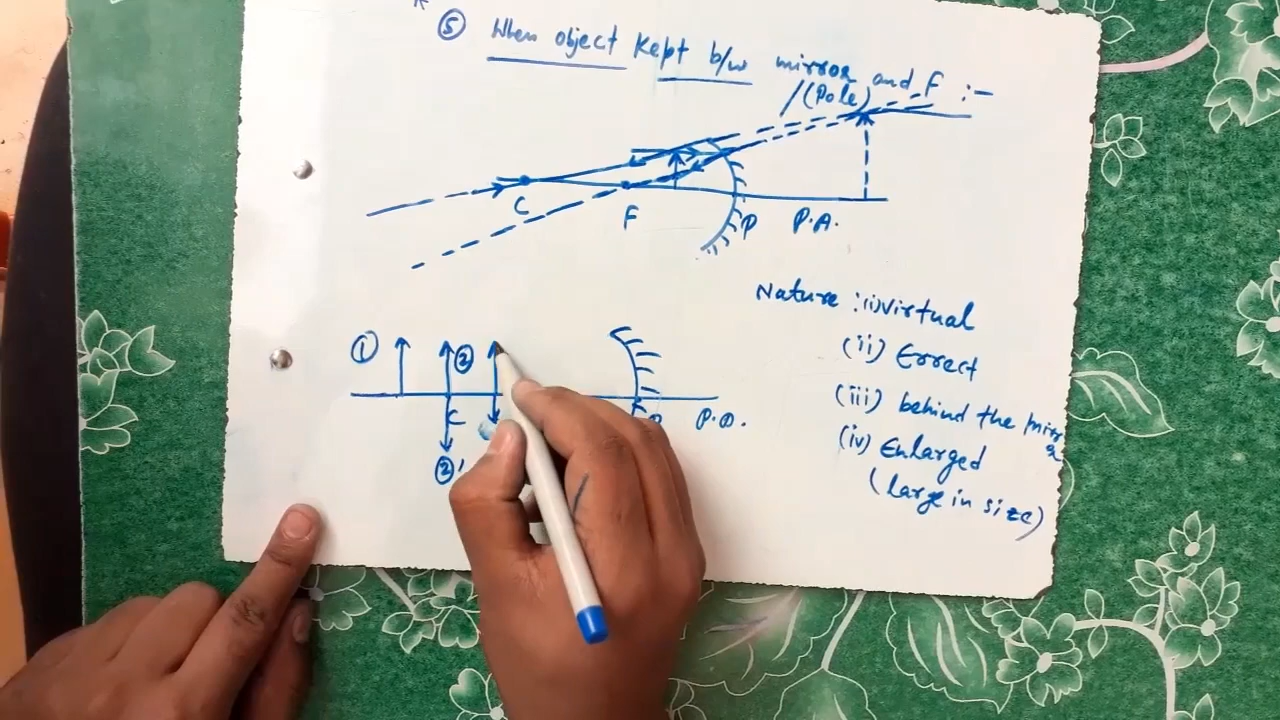 ⑤ When object kept b/w mirror and F :-
/(Pole)
C F P P.A.
Nature :(i)Virtual
(ii) Errect
(iii) behind the mirror
(iv) Enlarged
(large in size)
① ②
C P P.A.
②'